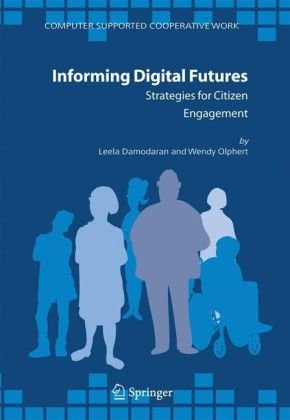 COMPUTER SUPPORTED COOPERATIVE WORK
Informing Digital Futures
Strategies for Citizen
Engagement
by
Leela Damodaran and Wendy Olphert
Springer